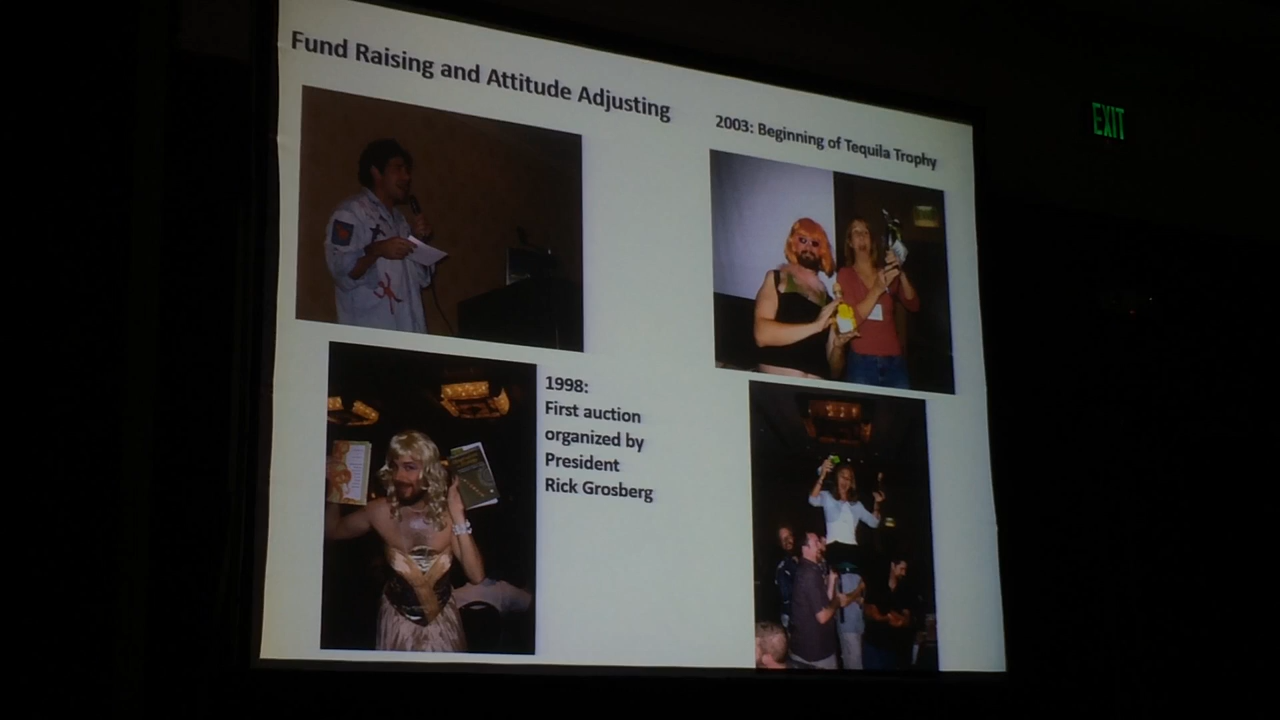 Fund Raising and Attitude Adjusting
2003: Beginning of Tequila Trophy
1998:
First auction
organized by
President
Rick Grosberg
EXIT